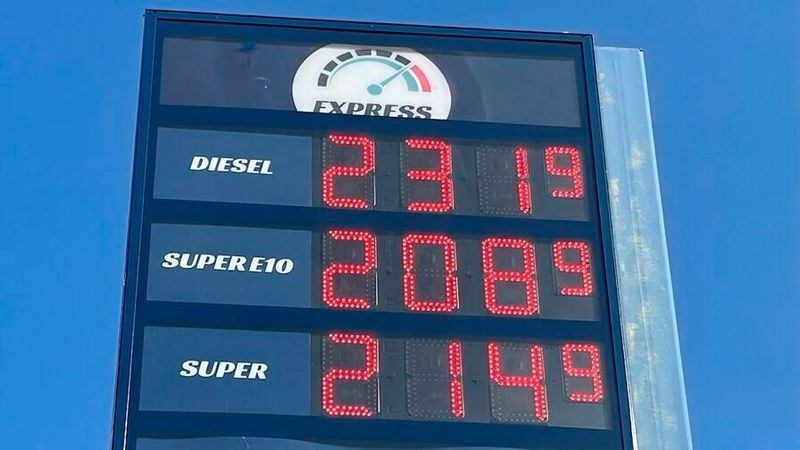 EXPRESS
DIESEL 2319
SUPER E10 2089
SUPER 2149